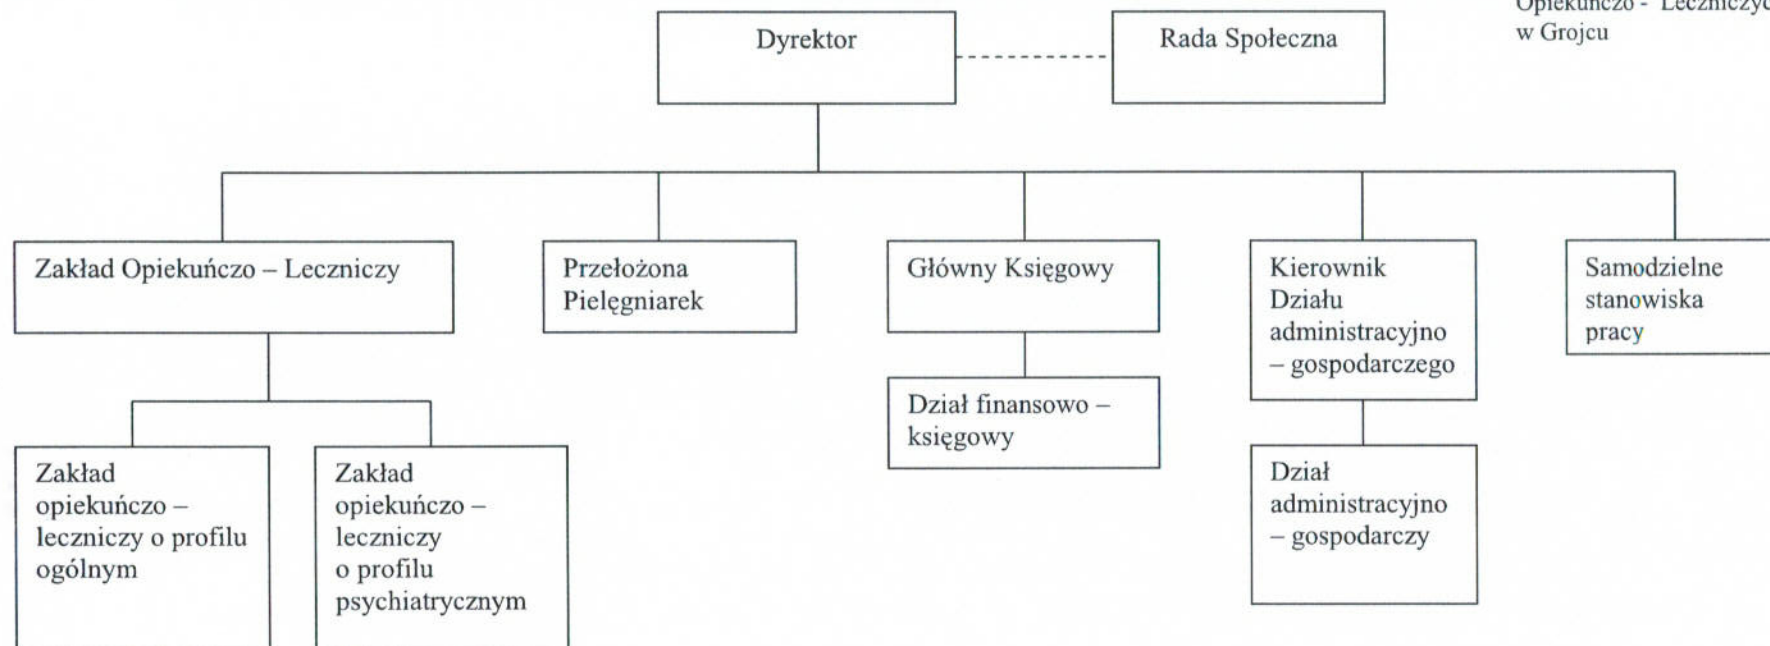 Opiekuńczo - Leczniczyc
w Grojcu
Dyrektor
Rada Społeczna
Zakład Opiekuńczo – Leczniczy
Przełożona
Pielęgniarek
Główny Księgowy
Kierownik
Działu
administracyjno
– gospodarczego
Samodzielne
stanowiska
pracy
Dział finansowo –
księgowy
Zakład
opiekuńczo –
leczniczy o profilu
ogólnym
Zakład
opiekuńczo –
leczniczy
o profilu
psychiatrycznym
Dział
administracyjno
– gospodarczy